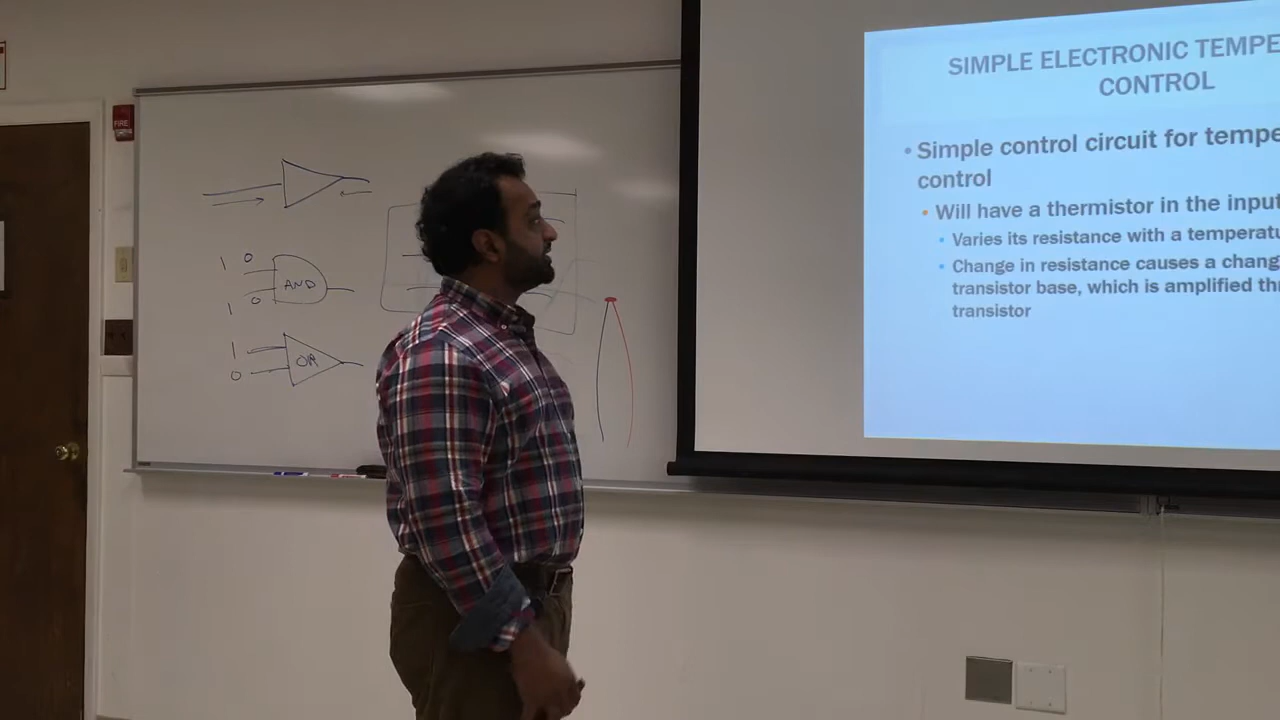 FIRE
1 0
AND
1 0
1
OR
0
SIMPLE ELECTRONIC TEMPE
CONTROL
• Simple control circuit for tempe
control
• Will have a thermistor in the input
• Varies its resistance with a temperatu
• Change in resistance causes a chang
transistor base, which is amplified thr
transistor